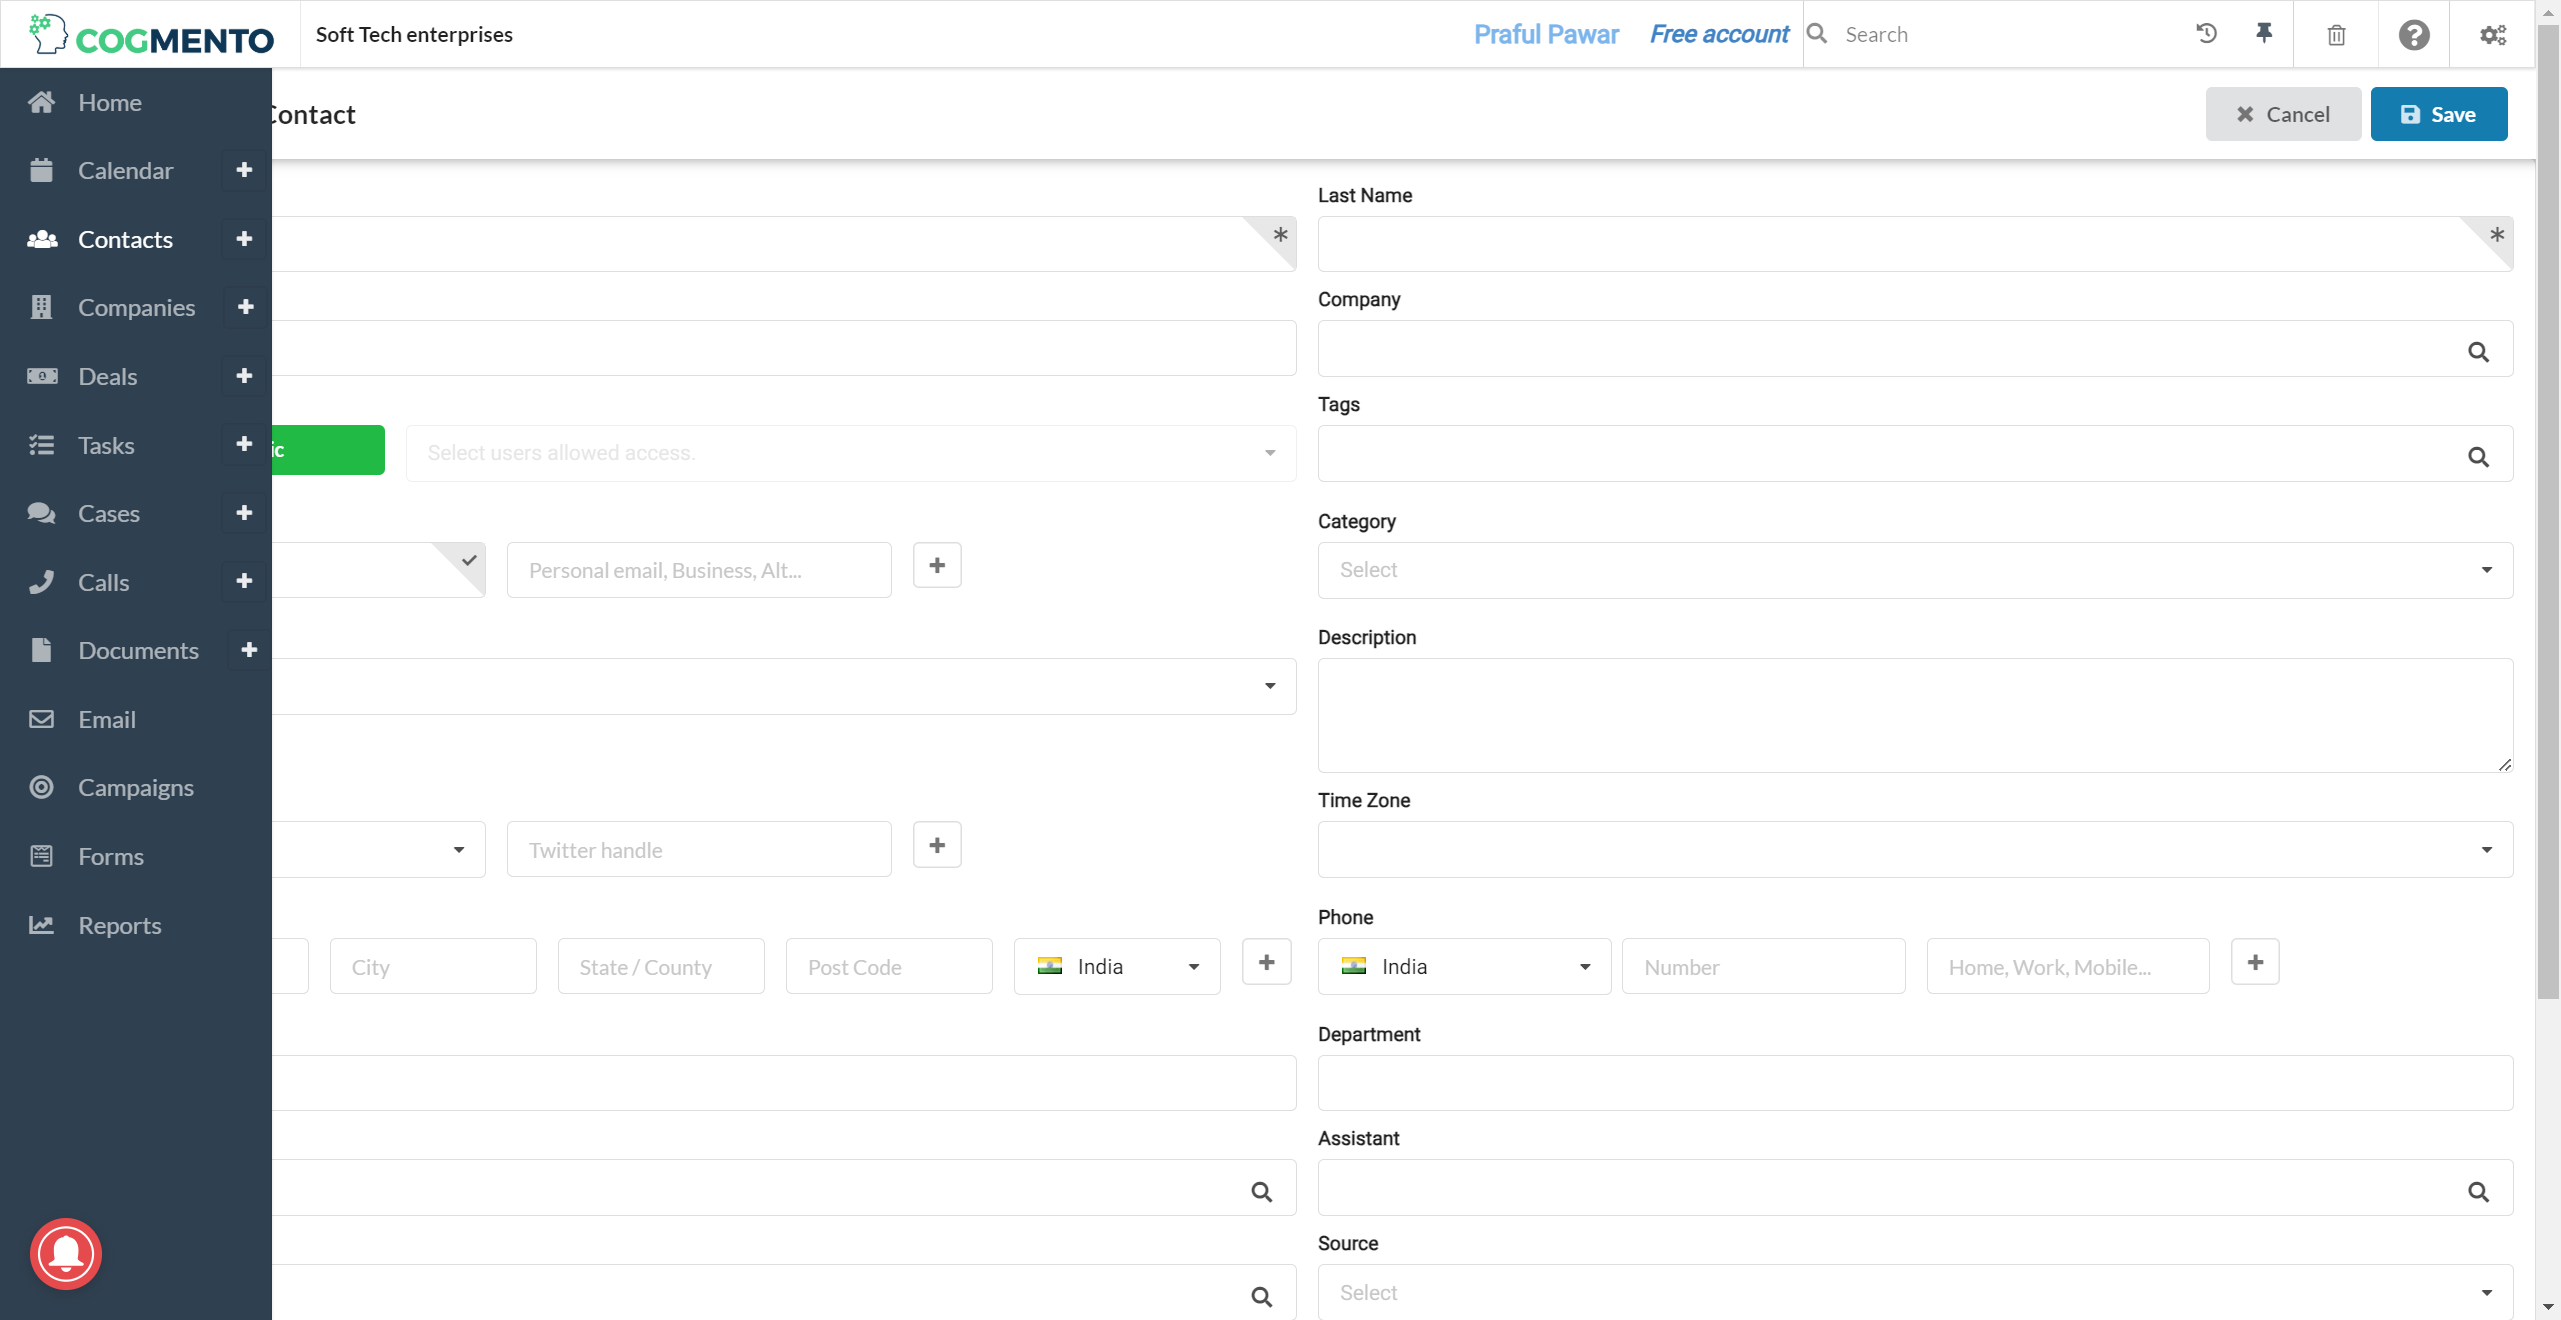 COGMENTO
Soft Tech enterprises
Praful Pawar
Free account
Search
Home
Calendar
Contacts
Companies
Deals
Tasks
Cases
Calls
Documents
Email
Campaigns
Forms
Reports
Contact
Cancel
Save
Last Name
Company
ic
Select users allowed access.
Tags
Personal email, Business, Alt...
Category
Select
Description
Twitter handle
Time Zone
City
State / County
Post Code
India
Phone
India
Number
Home, Work, Mobile...
Department
Assistant
Source
Select